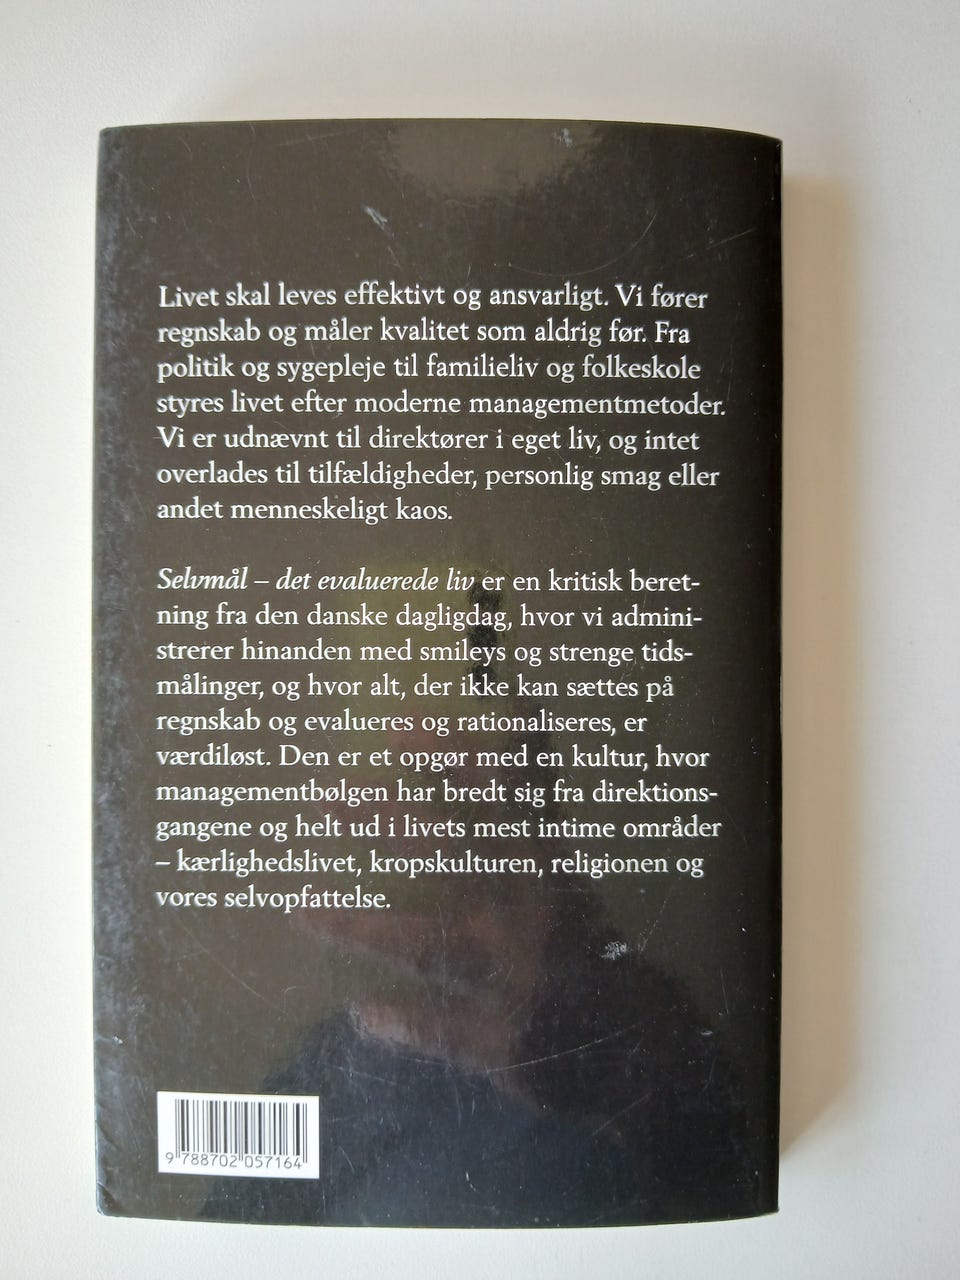 Livet skal leves effektivt og ansvarligt. Vi fører
regnskab og måler kvalitet som aldrig før. Fra
politik og sygepleje til familieliv og folkeskole
styres livet efter moderne managementmetoder.
Vi er udnævnt til direktører i eget liv, og intet
overlades til tilfældigheder, personlig smag eller
andet menneskeligt kaos.
Selvmål – det evaluerede liv er en kritisk beret-
ning fra den danske dagligdag, hvor vi admini-
strerer hinanden med smileys og strenge tids-
målinger, og hvor alt, der ikke kan sættes på
regnskab og evalueres og rationaliseres, er
værdiløst. Den er et opgør med en kultur, hvor
managementbølgen har bredt sig fra direktions-
gangene og helt ud i livets mest intime områder
– kærlighedslivet, kropskulturen, religionen og
vores selvopfattelse.
9 788702 057164